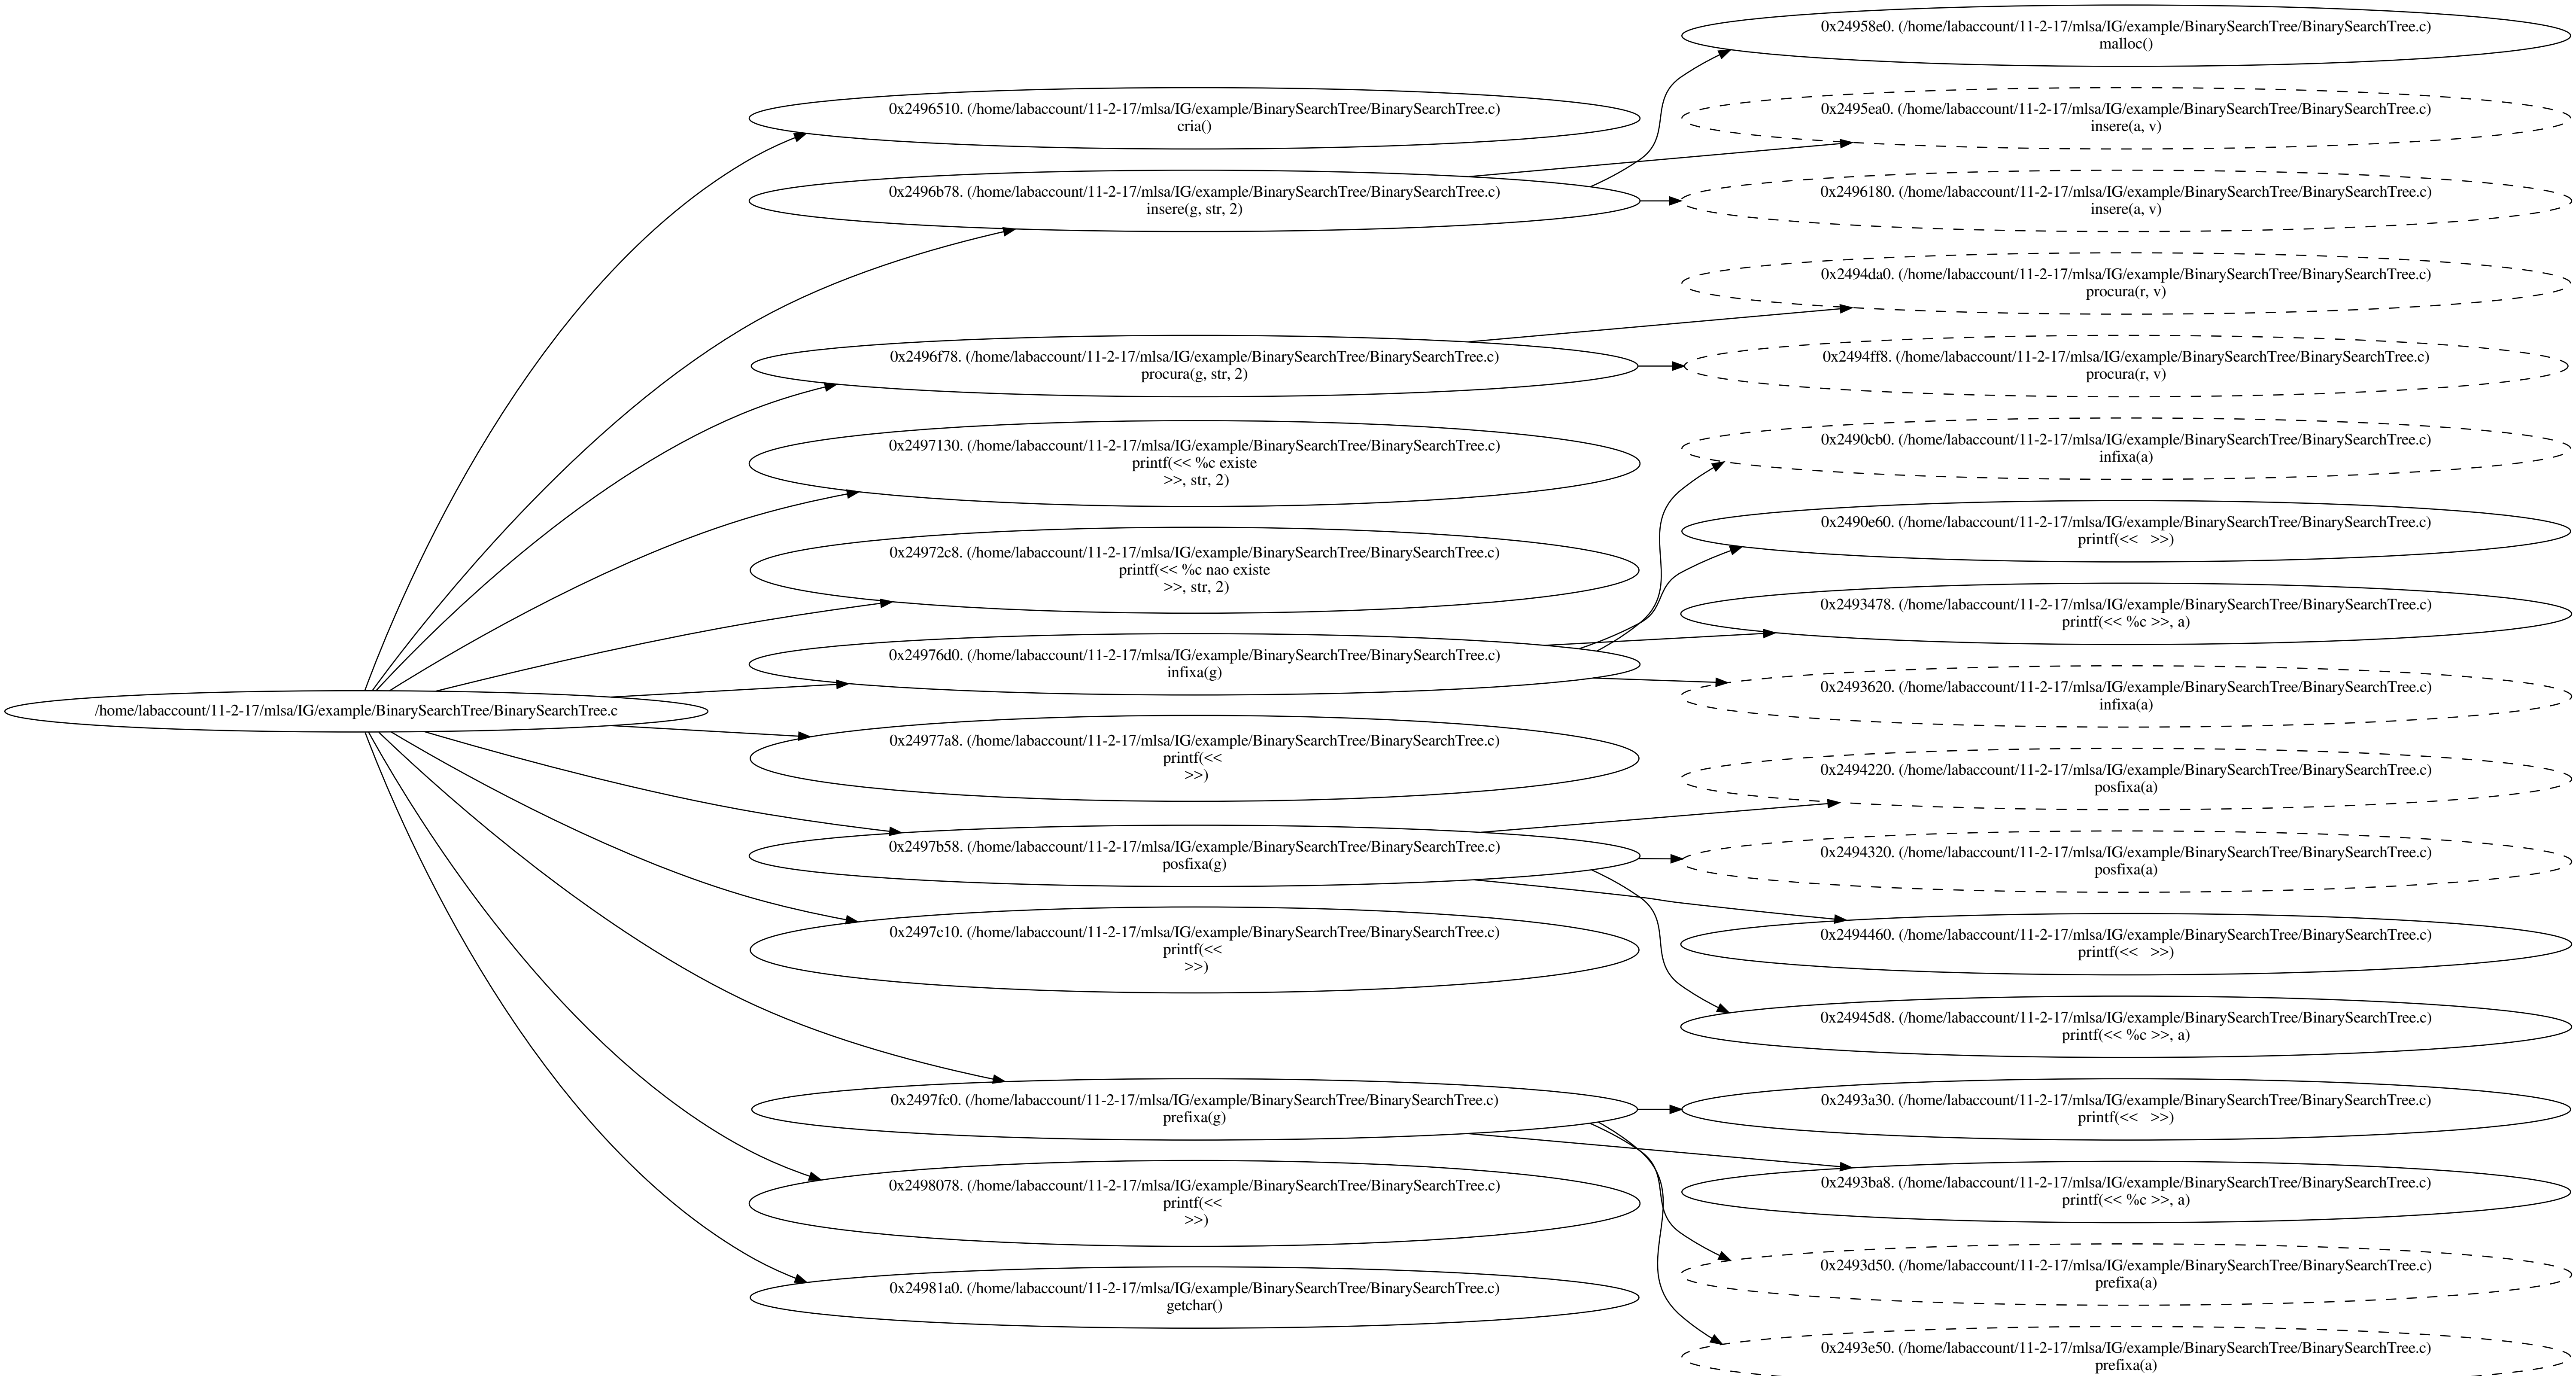 /home/labaccount/11-2-17/mlsa/IG/example/BinarySearchTree/BinarySearchTree.c
0x2496510. (/home/labaccount/11-2-17/mlsa/IG/example/BinarySearchTree/BinarySearchTree.c)
cria()
0x2496b78. (/home/labaccount/11-2-17/mlsa/IG/example/BinarySearchTree/BinarySearchTree.c)
insere(g, str, 2)
0x2496f78. (/home/labaccount/11-2-17/mlsa/IG/example/BinarySearchTree/BinarySearchTree.c)
procura(g, str, 2)
0x2497130. (/home/labaccount/11-2-17/mlsa/IG/example/BinarySearchTree/BinarySearchTree.c)
printf(<< %c existe
>>, str, 2)
0x24972c8. (/home/labaccount/11-2-17/mlsa/IG/example/BinarySearchTree/BinarySearchTree.c)
printf(<< %c nao existe
>>, str, 2)
0x24976d0. (/home/labaccount/11-2-17/mlsa/IG/example/BinarySearchTree/BinarySearchTree.c)
infixa(g)
0x24977a8. (/home/labaccount/11-2-17/mlsa/IG/example/BinarySearchTree/BinarySearchTree.c)
printf(<<
>>)
0x2497b58. (/home/labaccount/11-2-17/mlsa/IG/example/BinarySearchTree/BinarySearchTree.c)
posfixa(g)
0x2497c10. (/home/labaccount/11-2-17/mlsa/IG/example/BinarySearchTree/BinarySearchTree.c)
printf(<<
>>)
0x2497fc0. (/home/labaccount/11-2-17/mlsa/IG/example/BinarySearchTree/BinarySearchTree.c)
prefixa(g)
0x2498078. (/home/labaccount/11-2-17/mlsa/IG/example/BinarySearchTree/BinarySearchTree.c)
printf(<<
>>)
0x24981a0. (/home/labaccount/11-2-17/mlsa/IG/example/BinarySearchTree/BinarySearchTree.c)
getchar()
0x24958e0. (/home/labaccount/11-2-17/mlsa/IG/example/BinarySearchTree/BinarySearchTree.c)
malloc()
0x2495ea0. (/home/labaccount/11-2-17/mlsa/IG/example/BinarySearchTree/BinarySearchTree.c)
insere(a, v)
0x2496180. (/home/labaccount/11-2-17/mlsa/IG/example/BinarySearchTree/BinarySearchTree.c)
insere(a, v)
0x2494da0. (/home/labaccount/11-2-17/mlsa/IG/example/BinarySearchTree/BinarySearchTree.c)
procura(r, v)
0x2494ff8. (/home/labaccount/11-2-17/mlsa/IG/example/BinarySearchTree/BinarySearchTree.c)
procura(r, v)
0x2490cb0. (/home/labaccount/11-2-17/mlsa/IG/example/BinarySearchTree/BinarySearchTree.c)
infixa(a)
0x2490e60. (/home/labaccount/11-2-17/mlsa/IG/example/BinarySearchTree/BinarySearchTree.c)
printf(<<   >>)
0x2493478. (/home/labaccount/11-2-17/mlsa/IG/example/BinarySearchTree/BinarySearchTree.c)
printf(<< %c >>, a)
0x2493620. (/home/labaccount/11-2-17/mlsa/IG/example/BinarySearchTree/BinarySearchTree.c)
infixa(a)
0x2494220. (/home/labaccount/11-2-17/mlsa/IG/example/BinarySearchTree/BinarySearchTree.c)
posfixa(a)
0x2494320. (/home/labaccount/11-2-17/mlsa/IG/example/BinarySearchTree/BinarySearchTree.c)
posfixa(a)
0x2494460. (/home/labaccount/11-2-17/mlsa/IG/example/BinarySearchTree/BinarySearchTree.c)
printf(<<   >>)
0x24945d8. (/home/labaccount/11-2-17/mlsa/IG/example/BinarySearchTree/BinarySearchTree.c)
printf(<< %c >>, a)
0x2493a30. (/home/labaccount/11-2-17/mlsa/IG/example/BinarySearchTree/BinarySearchTree.c)
printf(<<   >>)
0x2493ba8. (/home/labaccount/11-2-17/mlsa/IG/example/BinarySearchTree/BinarySearchTree.c)
printf(<< %c >>, a)
0x2493d50. (/home/labaccount/11-2-17/mlsa/IG/example/BinarySearchTree/BinarySearchTree.c)
prefixa(a)
0x2493e50. (/home/labaccount/11-2-17/mlsa/IG/example/BinarySearchTree/BinarySearchTree.c)
prefixa(a)